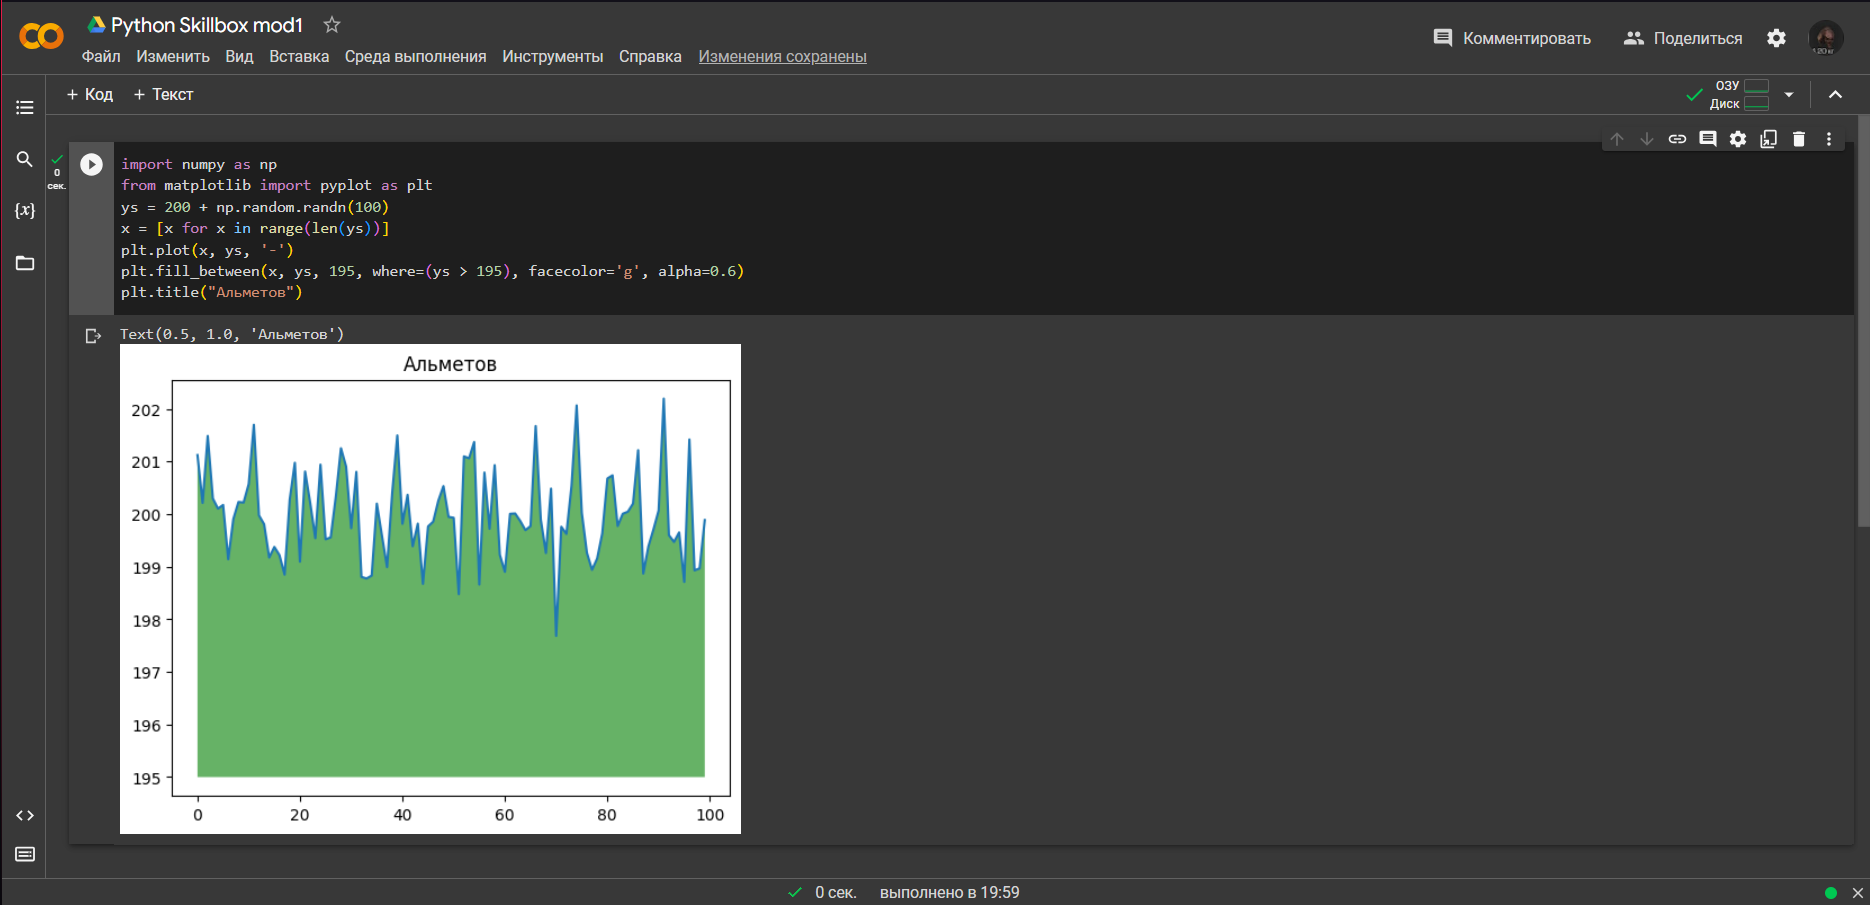 Python Skillbox mod1
Файл Изменить Вид Вставка Среда выполнения Инструменты Справка Изменения сохранены
Комментировать Поделиться
+ Код + Текст
ОЗУ
Диск
0
сек.
{x}
import numpy as np
from matplotlib import pyplot as plt
ys = 200 + np.random.randn(100)
x = [x for x in range(len(ys))]
plt.plot(x, ys, '-')
plt.fill_between(x, ys, 195, where=(ys > 195), facecolor='g', alpha=0.6)
plt.title("Альметов")
Text(0.5, 1.0, 'Альметов')
Альметов
202
201
200
199
198
197
196
195
0 20 40 60 80 100
0 сек. выполнено в 19:59